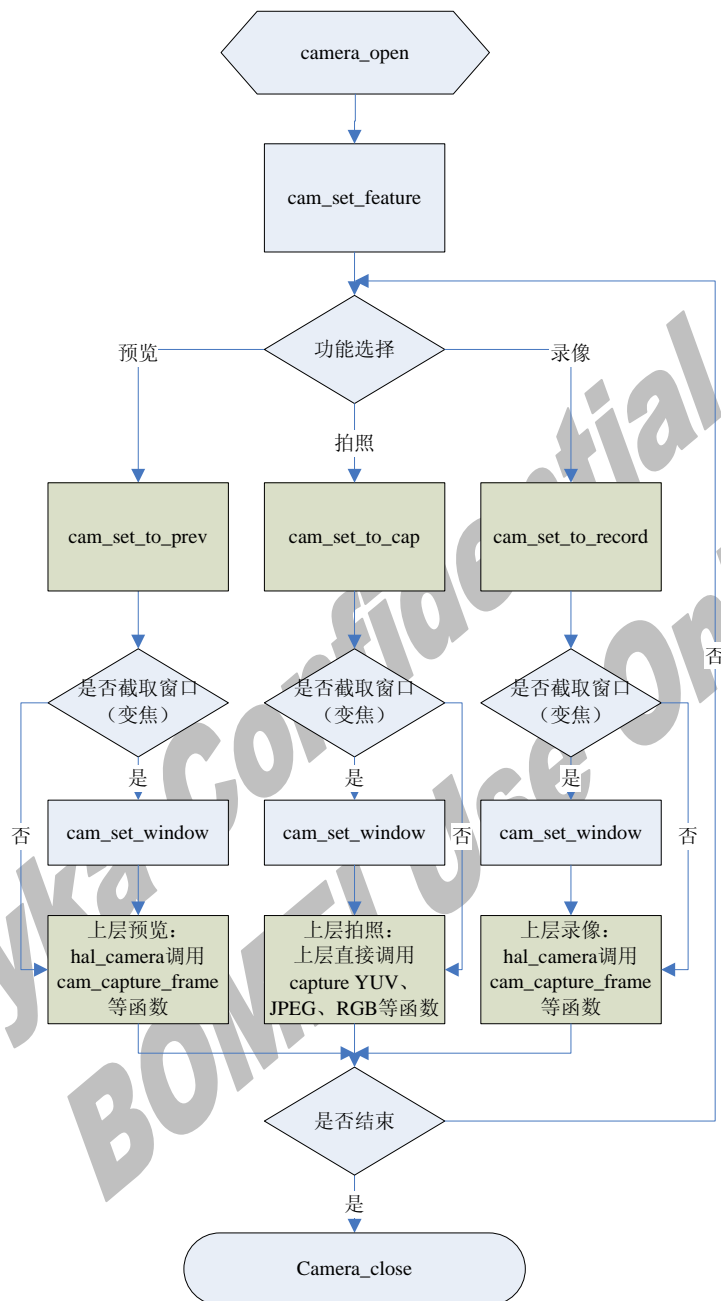 camera_open
cam_set_feature
功能选择
预览
录像
拍照
cam_set_to_prev
cam_set_to_cap
cam_set_to_record
是否截取窗口
（变焦）
是否截取窗口
（变焦）
是否截取窗口
（变焦）
否
是
是
是
否
cam_set_window
否
cam_set_window
否
cam_set_window
上层预览：
hal_camera调用
cam_capture_frame
等函数
上层拍照：
上层直接调用
capture YUV、
JPEG、RGB等函数
上层录像：
hal_camera调用
cam_capture_frame
等函数
是否结束
是
Camera_close
Confidential
Use